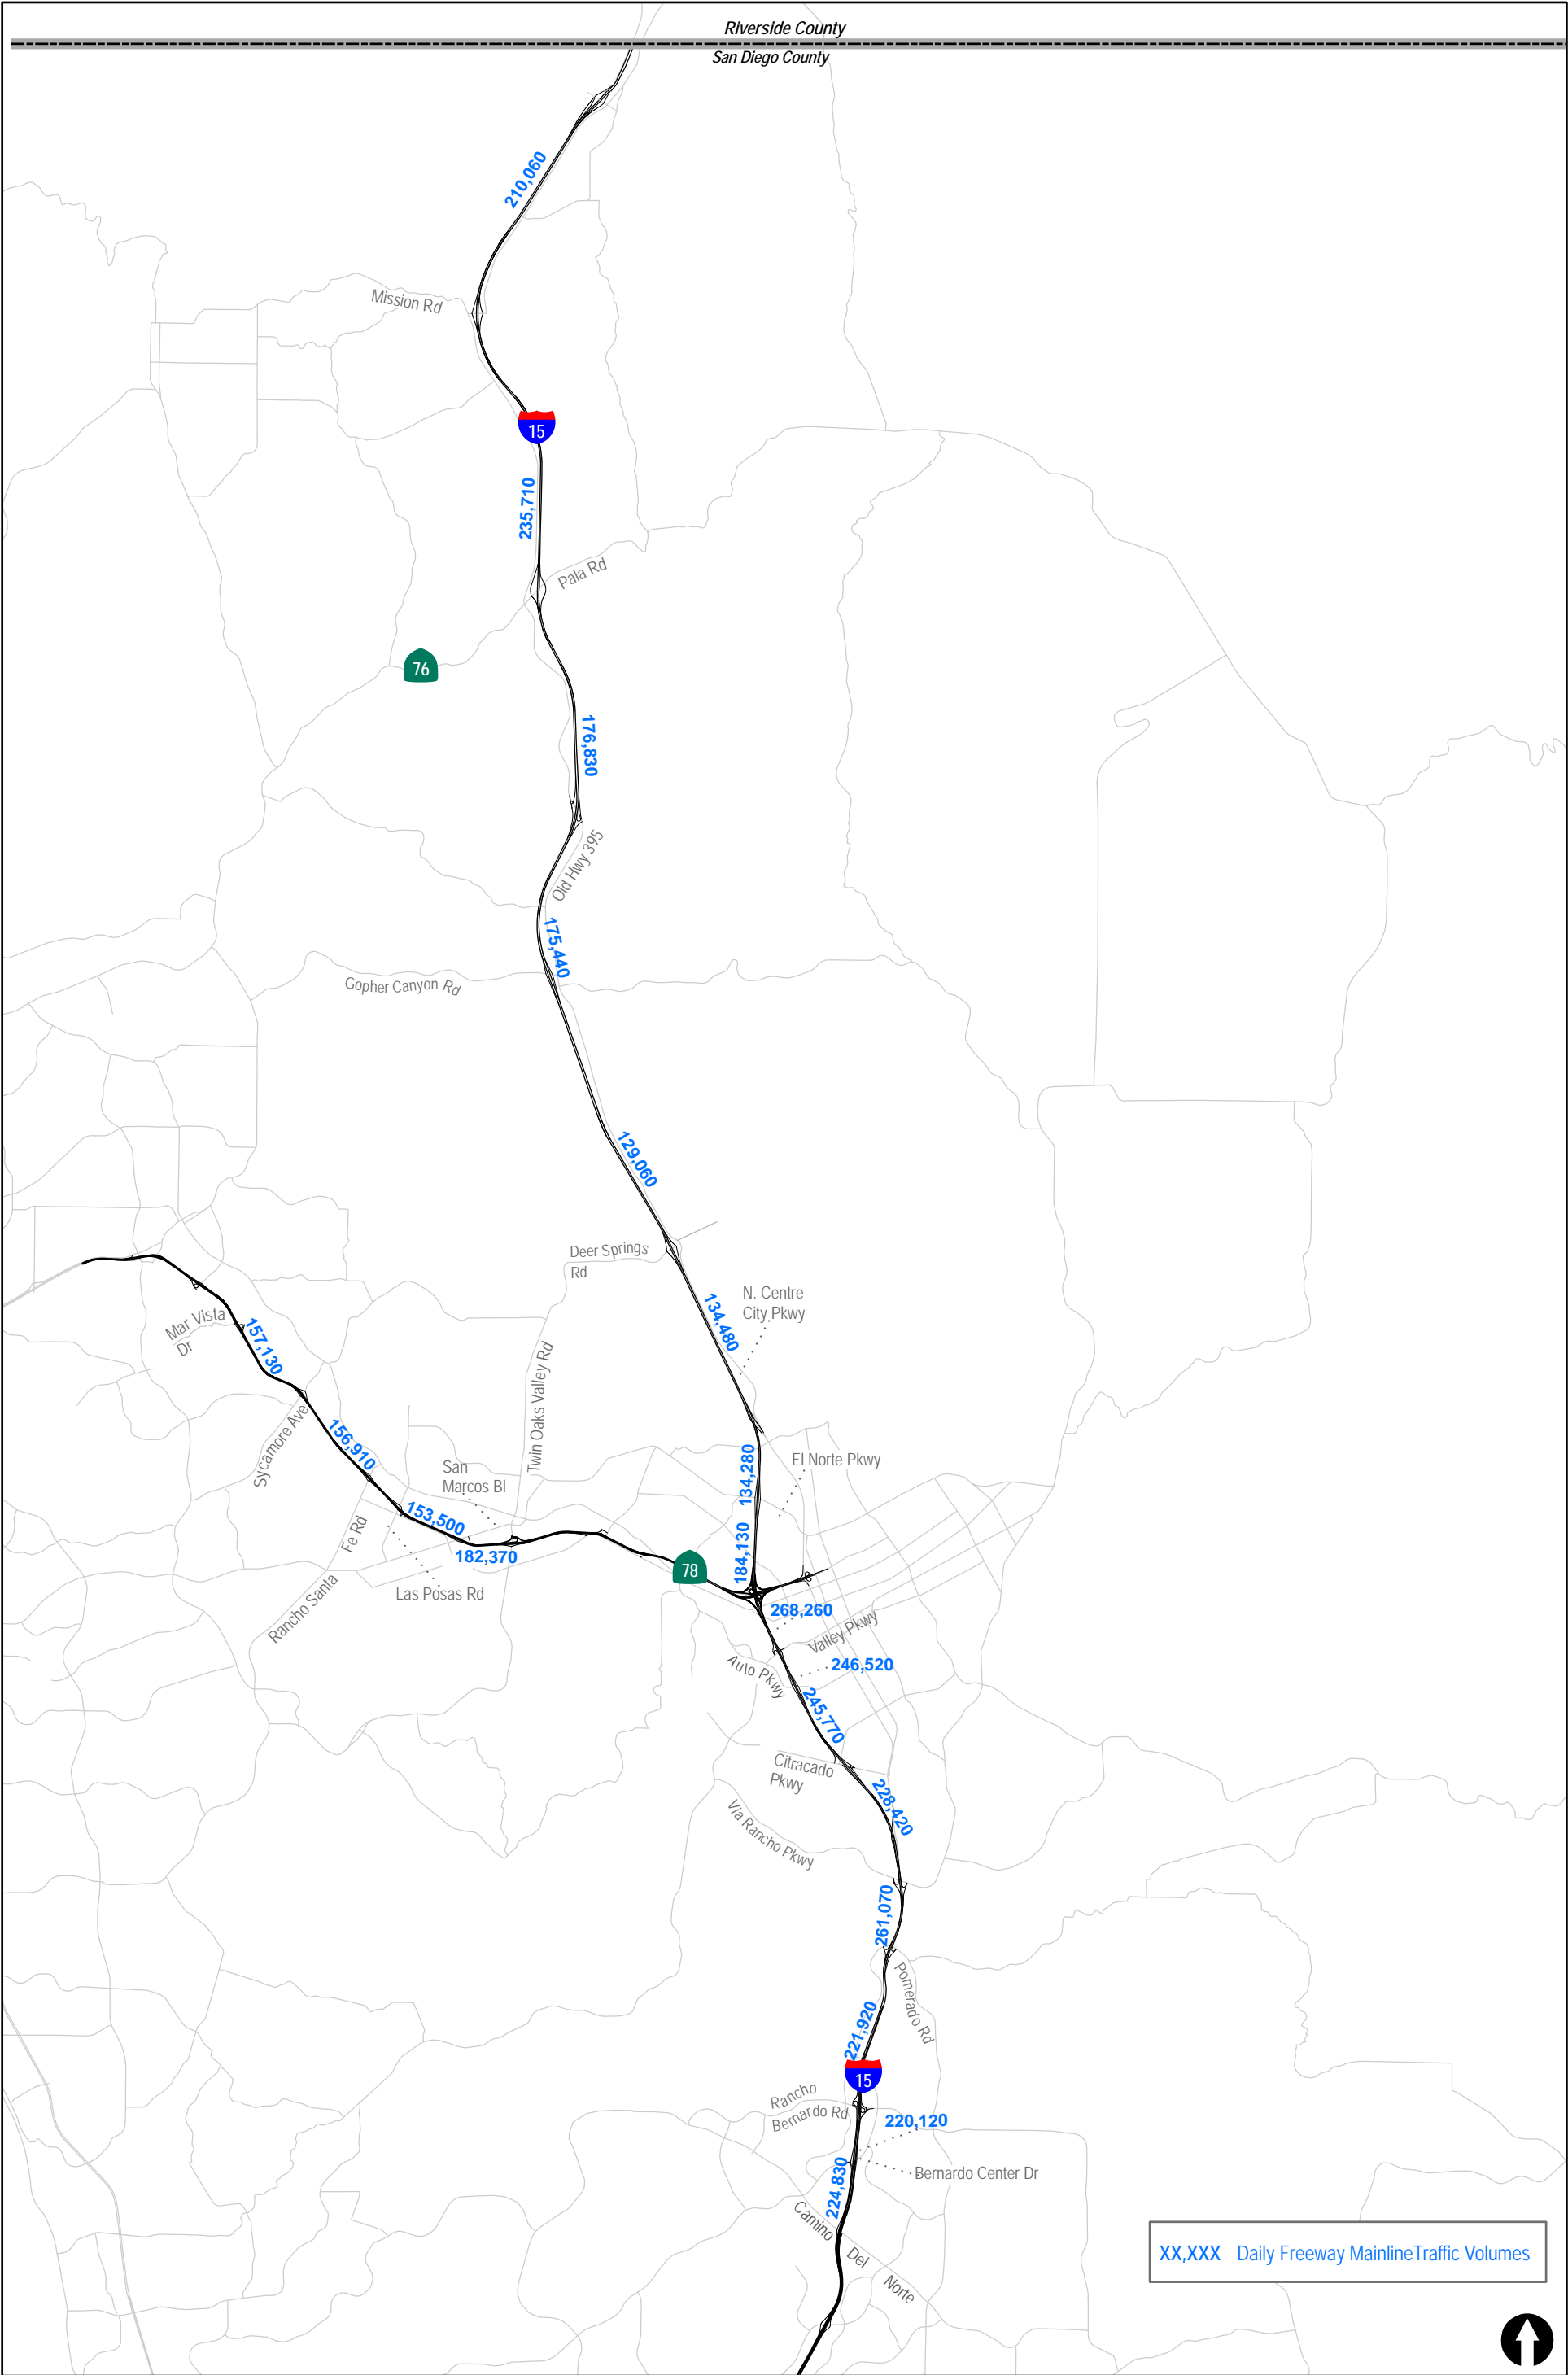 Riverside County
San Diego County
210,060
Mission Rd
15
235,710
Pala Rd
76
176,830
Old Hwy 395
175,440
Gopher Canyon Rd
129,060
Deer Springs
Rd
N. Centre
City Pkwy
134,480
Mar Vista
Dr
157,130
Twin Oaks Valley Rd
Sycamore Ave
156,910
134,280
El Norte Pkwy
San
Marcos Bl
153,500
Fe Rd
182,370
184,130
78
Las Posas Rd
Rancho Santa
268,260
Valley Pkwy
Auto Pkwy
246,520
245,770
Citracado
Pkwy
228,420
Via Rancho Pkwy
261,070
Pomerado Rd
221,920
15
Rancho
Bernardo Rd
220,120
224,830
Bernardo Center Dr
Camino
Del
Norte
XX,XXX Daily Freeway MainlineTraffic Volumes